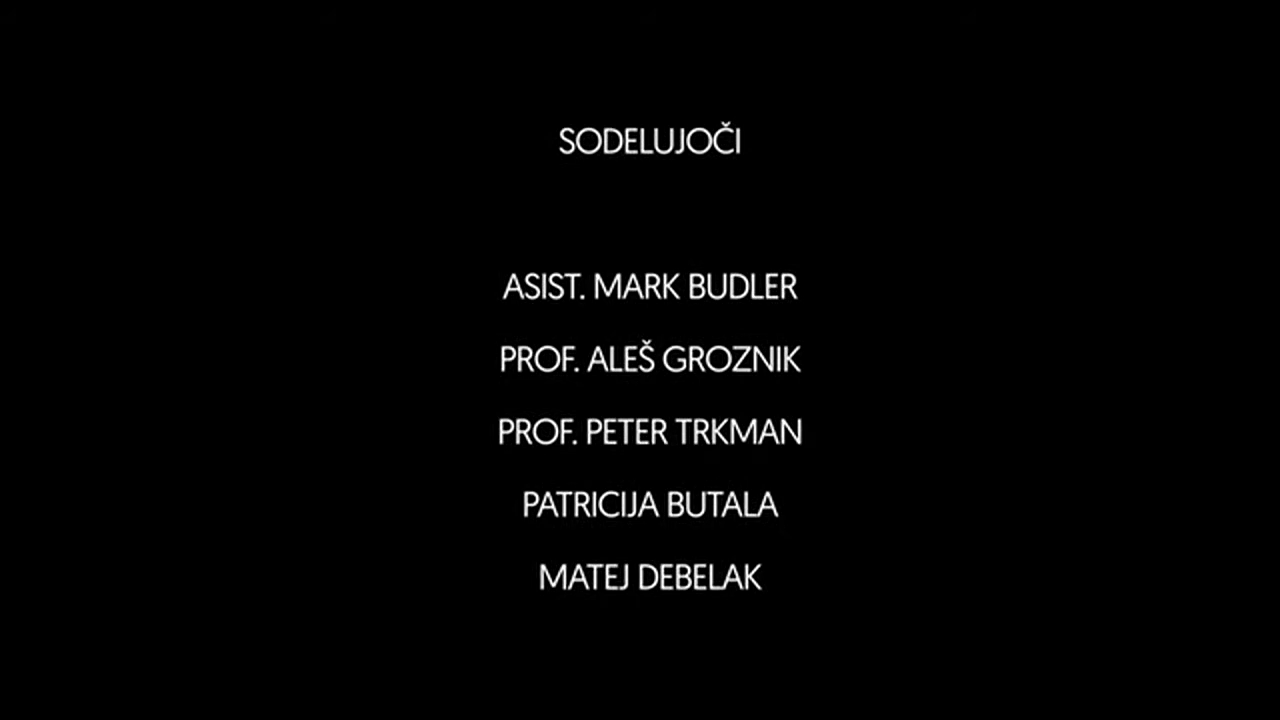 SODELUJOČI
ASIST. MARK BUDLER
PROF. ALEŠ GROZNIK
PROF. PETER TRKMAN
PATRICIJA BUTALA
MATEJ DEBELAK